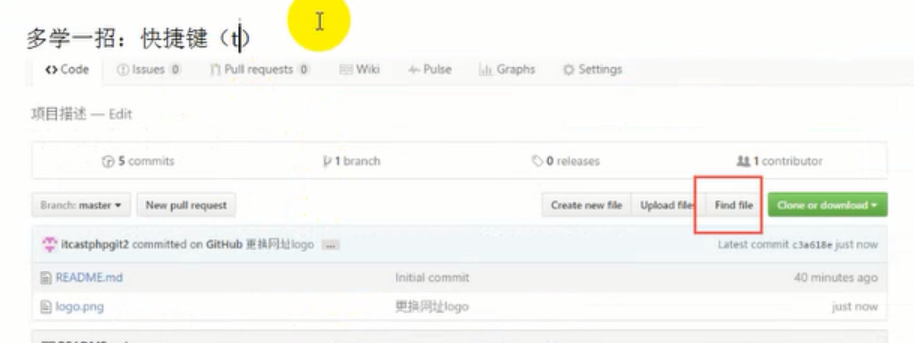 多学一招：快捷键（t）
Code Issues 0 Pull requests 0 Wiki Pulse Graphs Settings
项目描述 — Edit
5 commits 1 branch 0 releases 1 contributor
Branch: master New pull request Create new file Upload files Find file Clone or download
itcastphpgit2 committed on GitHub 更换网址logo ... Latest commit c3a618e just now
README.md Initial commit 40 minutes ago
logo.png 更换网址logo just now